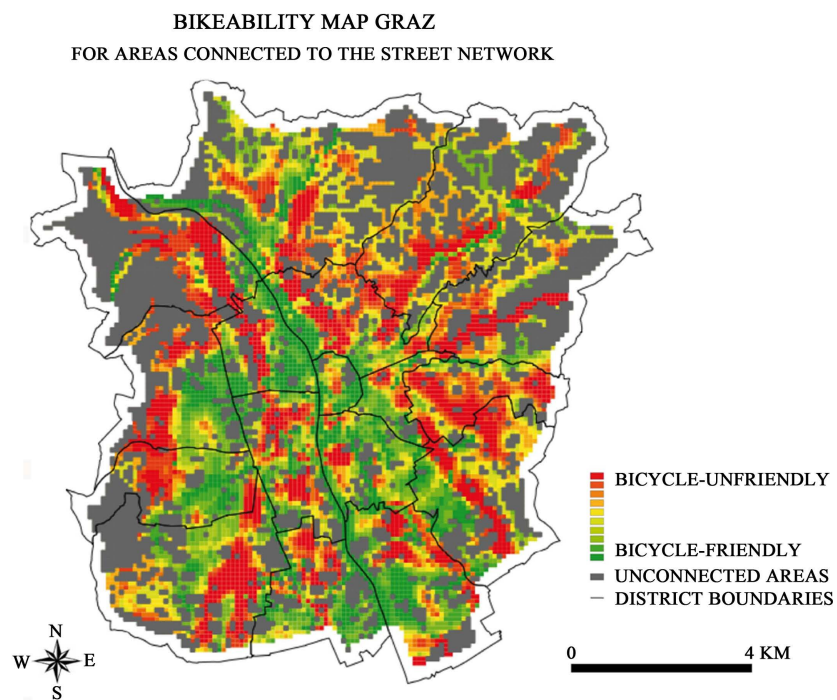 BIKEABILITY MAP GRAZ
FOR AREAS CONNECTED TO THE STREET NETWORK
BICYCLE-UNFRIENDLY
BICYCLE-FRIENDLY
UNCONNECTED AREAS
DISTRICT BOUNDARIES
N
W E
S
0 4 KM